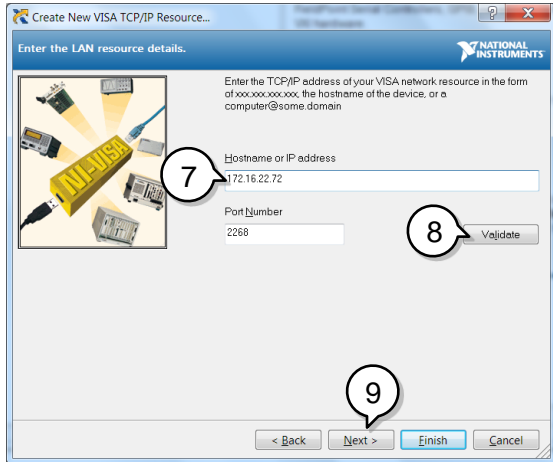 Create New VISA TCP/IP Resource...
Enter the LAN resource details.
NATIONAL
INSTRUMENTS
Enter the TCP/IP address of your VISA network resource in the form
of xxx.xxx.xxx.xxx, the hostname of the device, or a
computer@some.domain
NI-VISA
Hostname or IP address
7
172.16.22.72
Port Number
2268
8
Validate
9
< Back
Next >
Finish
Cancel